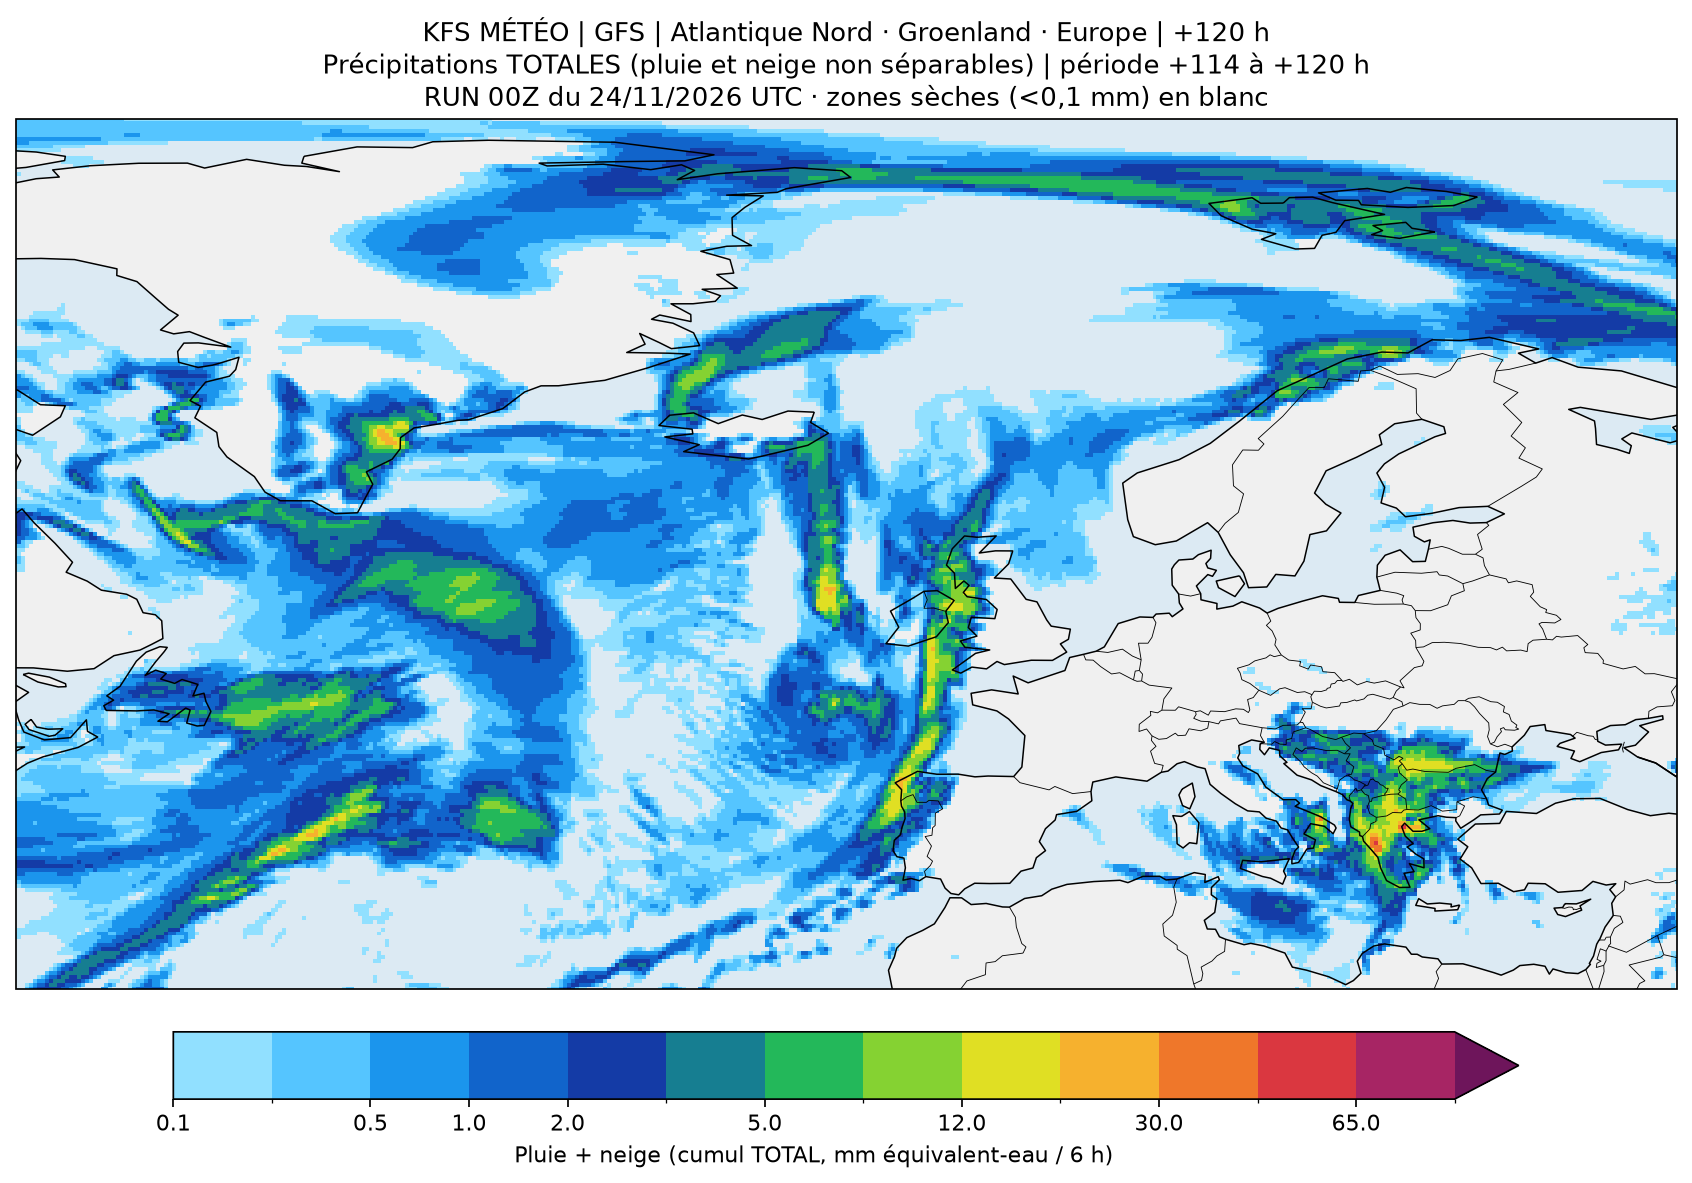 KFS MÉTÉO | GFS | Atlantique Nord · Groenland · Europe | +120 h
Précipitations TOTALES (pluie et neige non séparables) | période +114 à +120 h
RUN 00Z du 24/11/2026 UTC · zones sèches (<0,1 mm) en blanc
0.1 0.5 1.0 2.0 5.0 12.0 30.0 65.0
Pluie + neige (cumul TOTAL, mm équivalent-eau / 6 h)